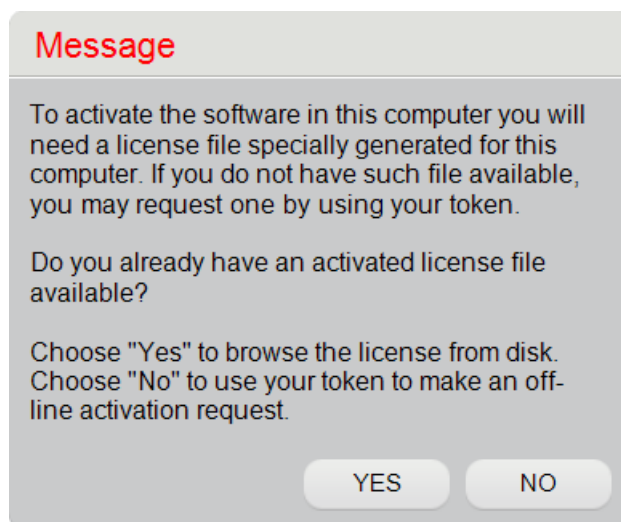 Message
To activate the software in this computer you will
need a license file specially generated for this
computer. If you do not have such file available,
you may request one by using your token.
Do you already have an activated license file
available?
Choose "Yes" to browse the license from disk.
Choose "No" to use your token to make an off-
line activation request.
YES NO